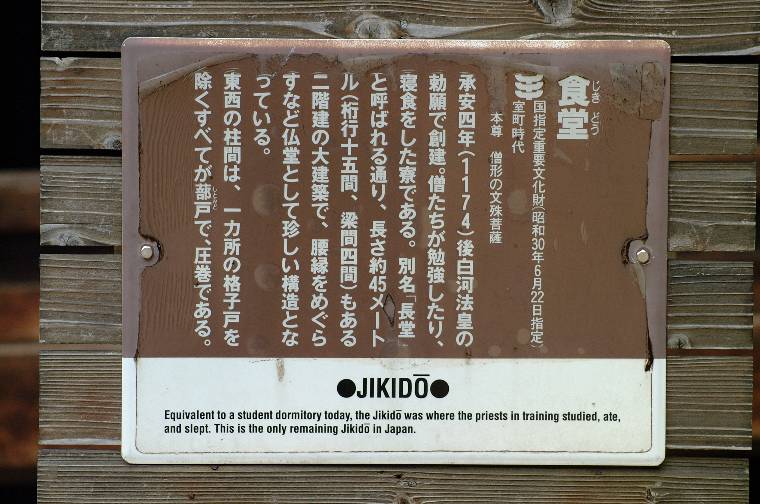 じき どう
食堂
国指定重要文化財(昭和30年6月22日指定)
室町時代
本尊 僧形の文殊菩薩
承安四年(1174)後白河法皇の
勅願で創建。僧たちが勉強したり、
寝食をした寮である。別名「長堂」
と呼ばれる通り、長さ約45メート
ル(桁行十五間、梁間四間)もある
二階建の大建築で、腰縁をめぐら
すなど仏堂として珍しい構造とな
っている。
東西の柱間は、一カ所の格子戸を
除くすべてが蔀戸で、圧巻である。
しとみど
●JIKIDŌ●
Equivalent to a student dormitory today, the Jikidō was where the priests in training studied, ate,
and slept. This is the only remaining Jikidō in Japan.